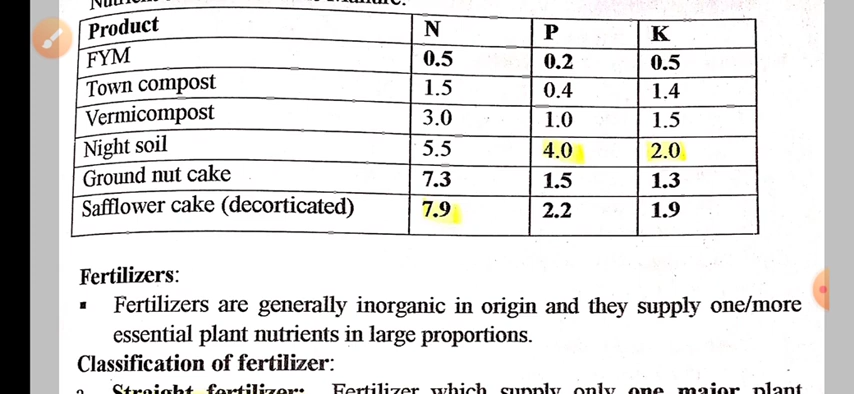 Product N P K
FYM 0.5 0.2 0.5
Town compost 1.5 0.4 1.4
Vermicompost 3.0 1.0 1.5
Night soil 5.5 4.0 2.0
Ground nut cake 7.3 1.5 1.3
Safflower cake (decorticated) 7.9 2.2 1.9
Fertilizers:
▪ Fertilizers are generally inorganic in origin and they supply one/more
essential plant nutrients in large proportions.
Classification of fertilizer:
Straight fertilizer: Fertilizer which supply only one major plant